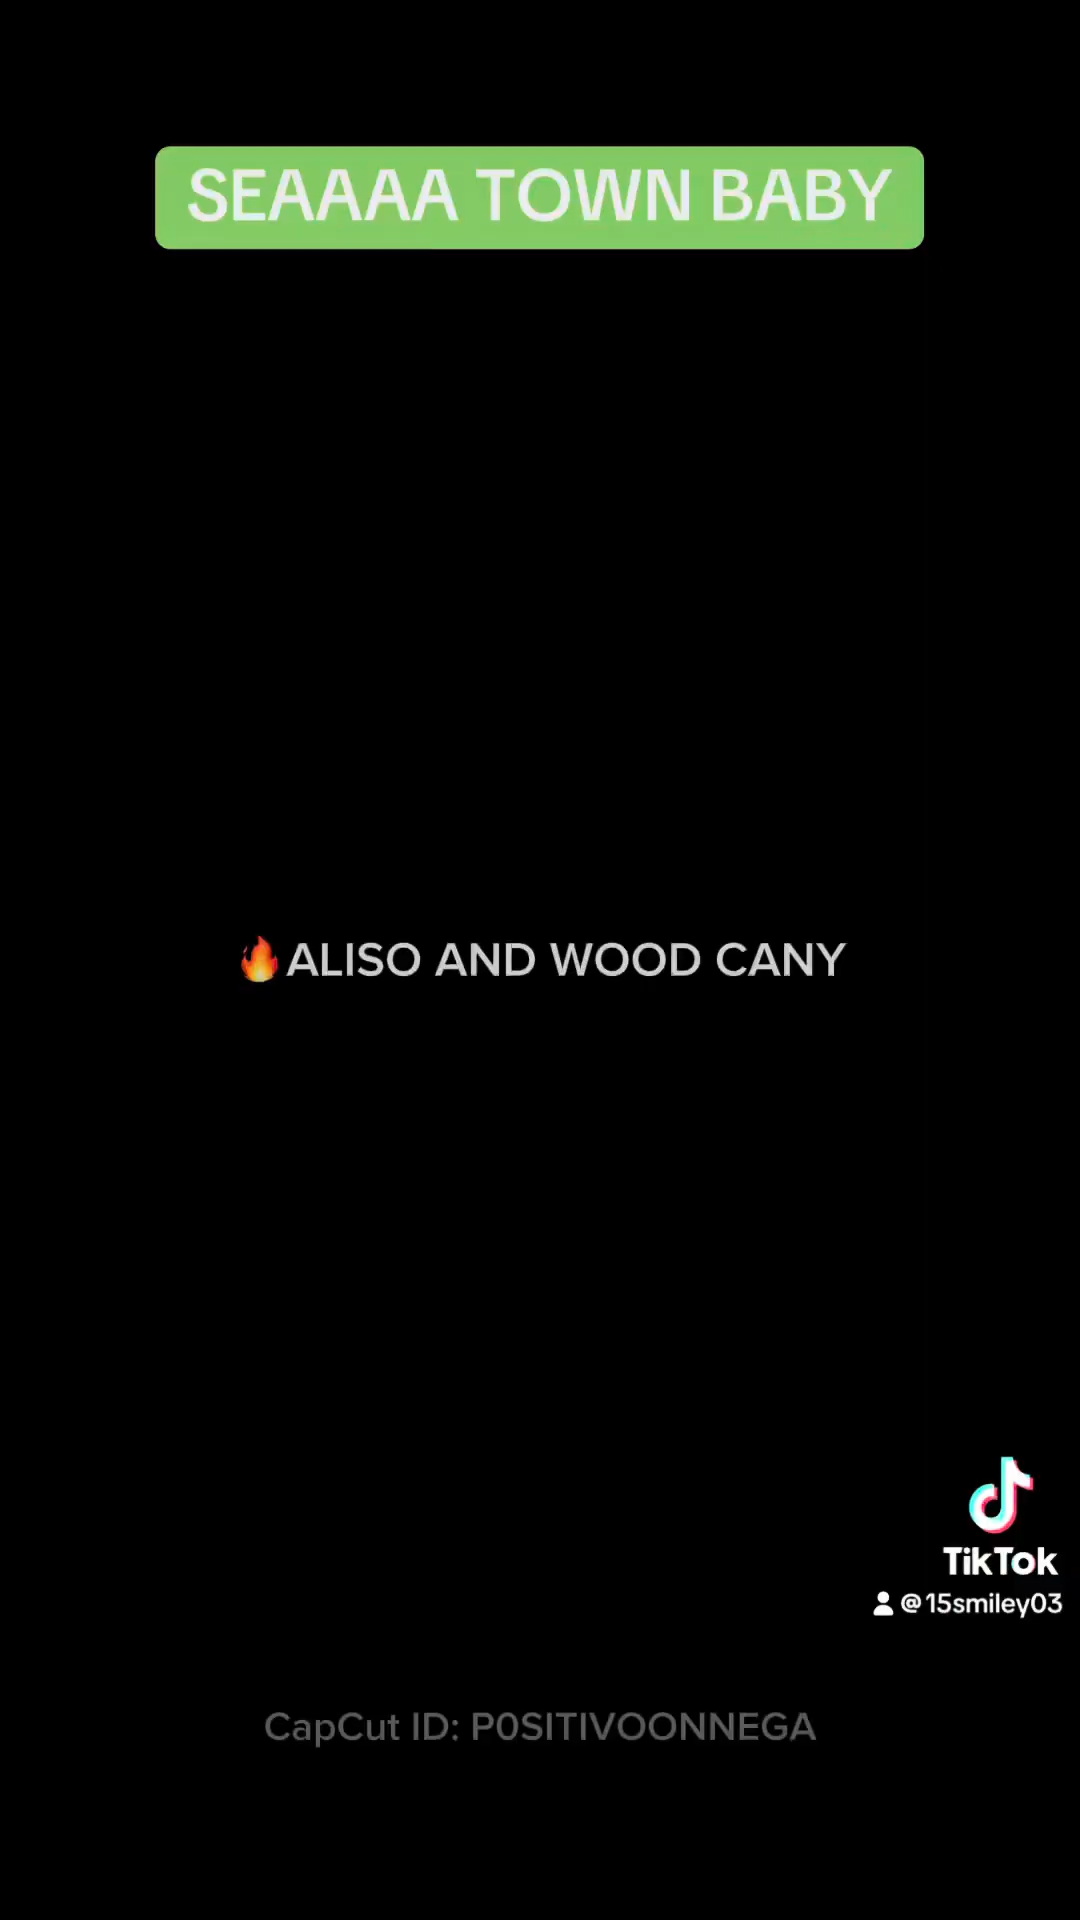 SEAAAA TOWN BABY
🔥ALISO AND WOOD CANY
TikTok
@15smiley03
CapCut ID: P0SITIVOONNEGA